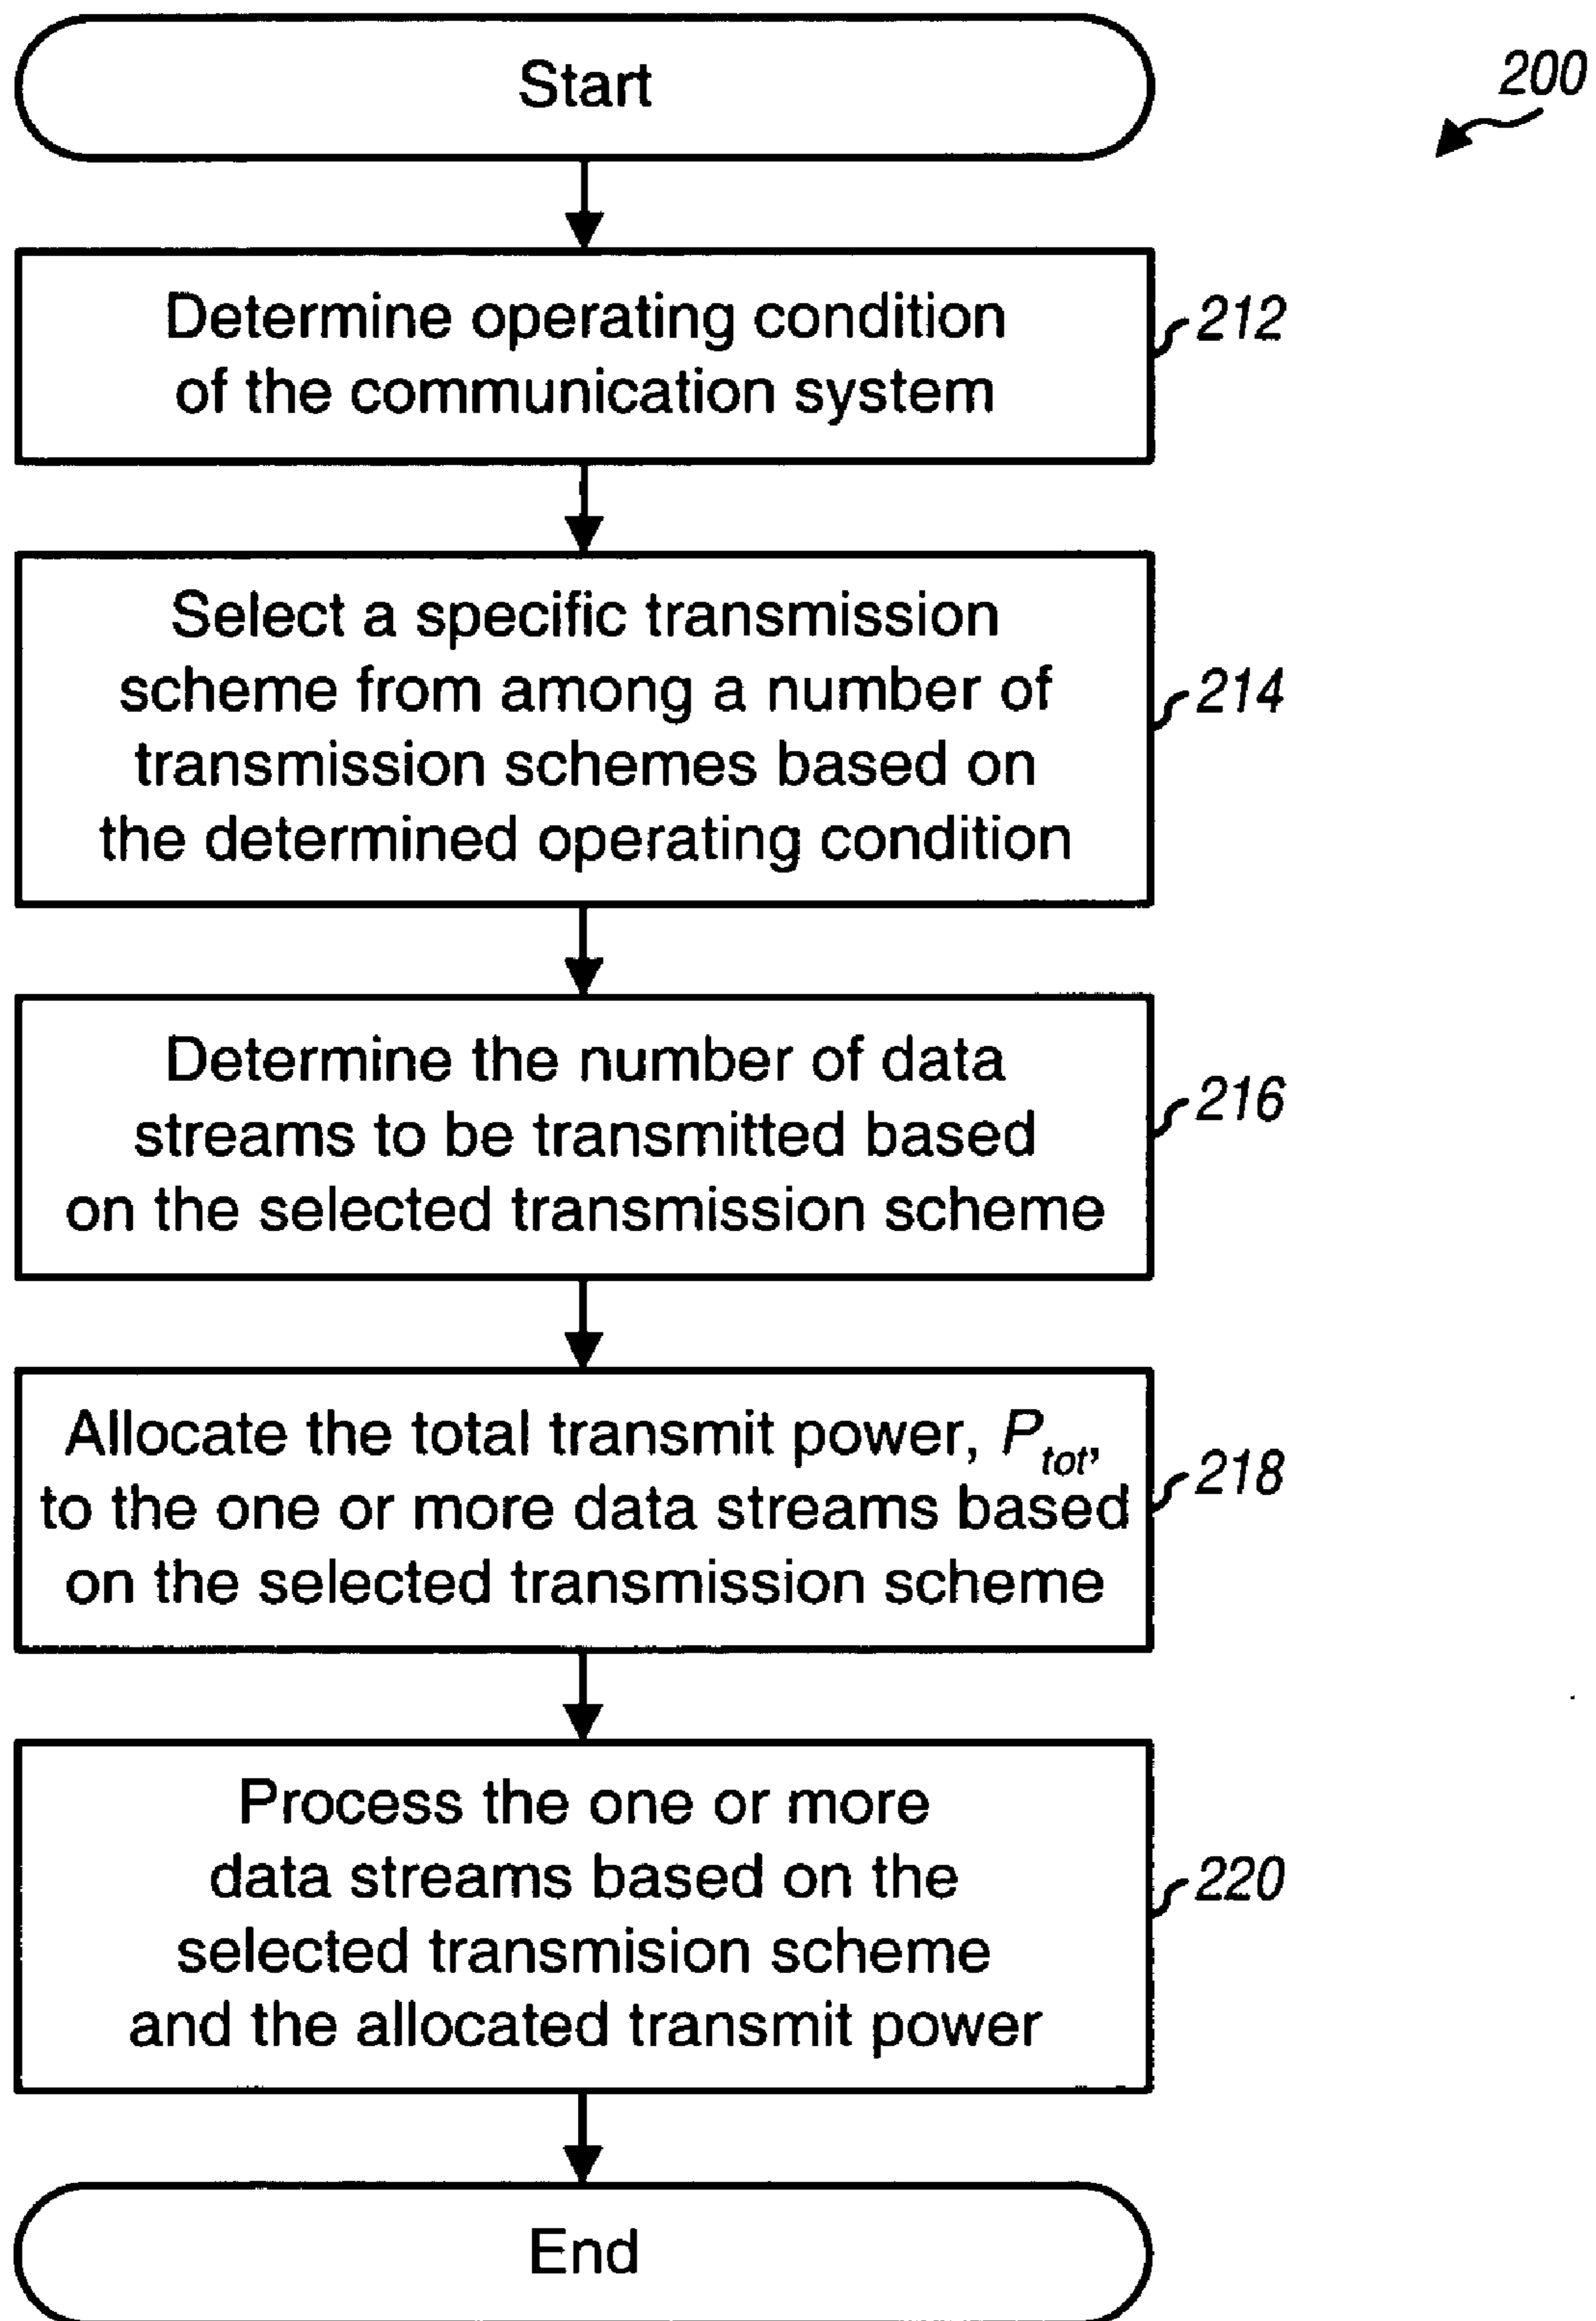 Start
200
Determine operating condition
of the communication system
212
Select a specific transmission
scheme from among a number of
transmission schemes based on
the determined operating condition
214
Determine the number of data
streams to be transmitted based
on the selected transmission scheme
216
Allocate the total transmit power, P_tot,
to the one or more data streams based
on the selected transmission scheme
218
Process the one or more
data streams based on the
selected transmision scheme
and the allocated transmit power
220
End